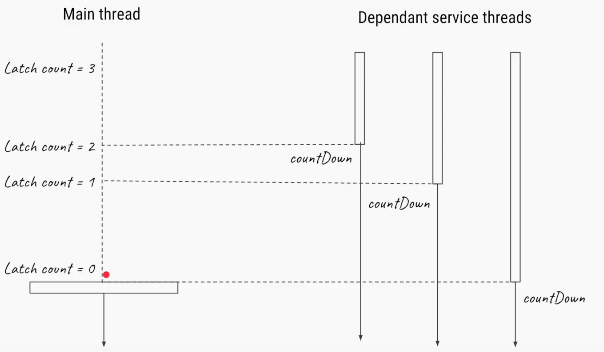 Main thread
Dependant service threads
Latch count = 3
Latch count = 2
countDown
Latch count = 1
countDown
Latch count = 0
countDown